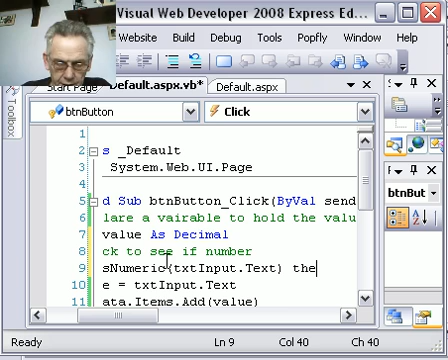 Visual Web Developer 2008 Express Ed
ebsite Build Debug Tools Popfly Window
Start Page Default.aspx.vb* Default.aspx
Toolbox
btnButton Click
1
2 s _Default
3 System.Web.UI.Page
4
5 d Sub btnButton_Click(ByVal send
6 lare a vairable to hold the valu
7 value As Decimal
8 ck to see if number
9 sNumeric(txtInput.Text) the
10 e = txtInput.Text
11 ata.Items.Add(value)
btnBut
Ready Ln 9 Col 40 Ch 40